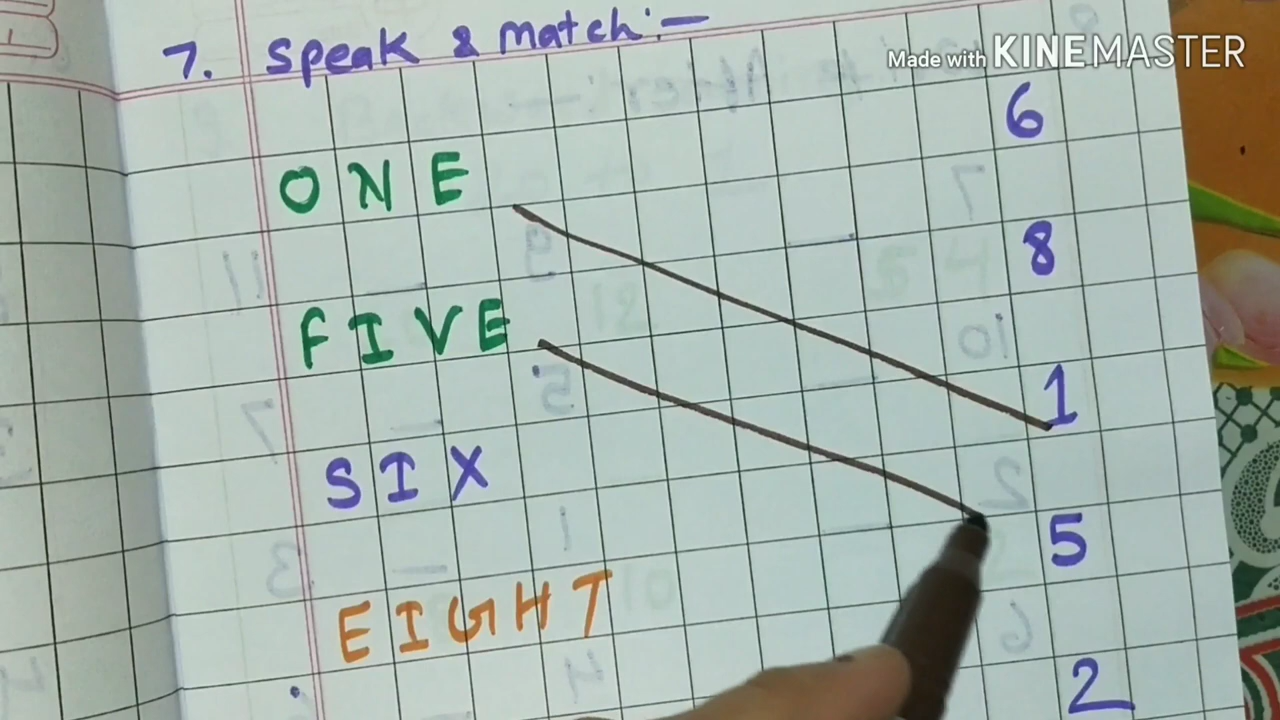 7. Speak & match:-
Made with KINEMASTER
ONE 6
FIVE 8
SIX 1
EIGHT 5
2